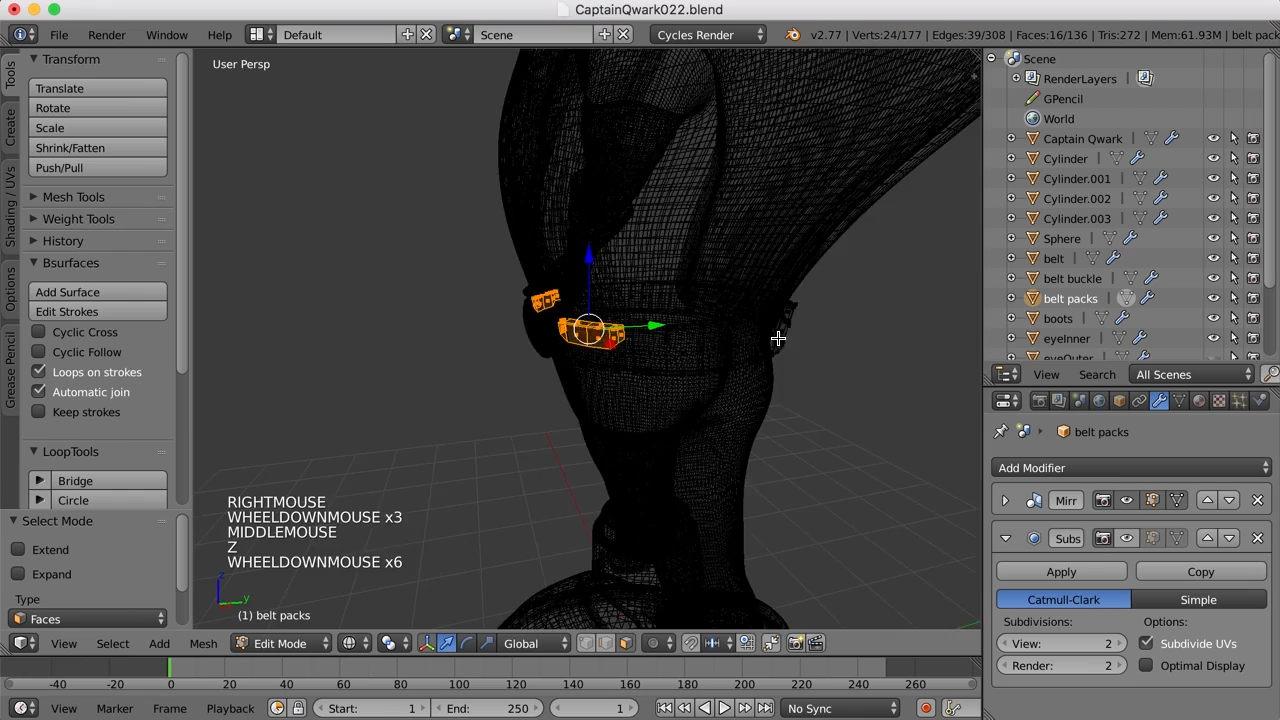 CaptainQwark022.blend
File Render Window Help Default Scene Cycles Render v2.77 | Verts:24/177 | Edges:39/308 | Faces:16/136 | Tris:272 | Mem:61.93M | belt pack
Tools
Create
Shading / UVs
Options
Grease Pencil
Transform
Translate
Rotate
Scale
Shrink/Fatten
Push/Pull
Mesh Tools
Weight Tools
History
Bsurfaces
Add Surface
Edit Strokes
Cyclic Cross
Cyclic Follow
Loops on strokes
Automatic join
Keep strokes
LoopTools
Bridge
Circle
Select Mode
Extend
Expand
Type
Faces
User Persp
RIGHTMOUSE
WHEELDOWNMOUSE x3
MIDDLEMOUSE
Z
WHEELDOWNMOUSE x6
z
y
(1) belt packs
View Select Add Mesh Edit Mode Global
-40 -20 0 20 40 60 80 100 120 140 160 180 200 220 240 260
View Marker Frame Playback Start: 1 End: 250 1 No Sync
Scene
RenderLayers
GPencil
World
Captain Qwark
Cylinder
Cylinder.001
Cylinder.002
Cylinder.003
Sphere
belt
belt buckle
belt packs
boots
eyeInner
eyeOuter
View Search All Scenes
belt packs
Add Modifier
Mirr
Subs
Apply Copy
Catmull-Clark Simple
Subdivisions: Options:
View: 2 Subdivide UVs
Render: 2 Optimal Display